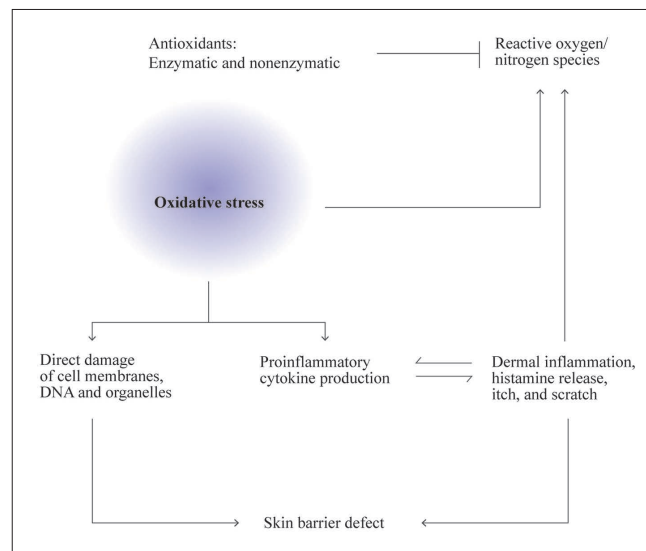 Antioxidants:
Enzymatic and nonenzymatic
Reactive oxygen/
nitrogen species
Oxidative stress
Direct damage
of cell membranes,
DNA and organelles
Proinflammatory
cytokine production
Dermal inflammation,
histamine release,
itch, and scratch
Skin barrier defect